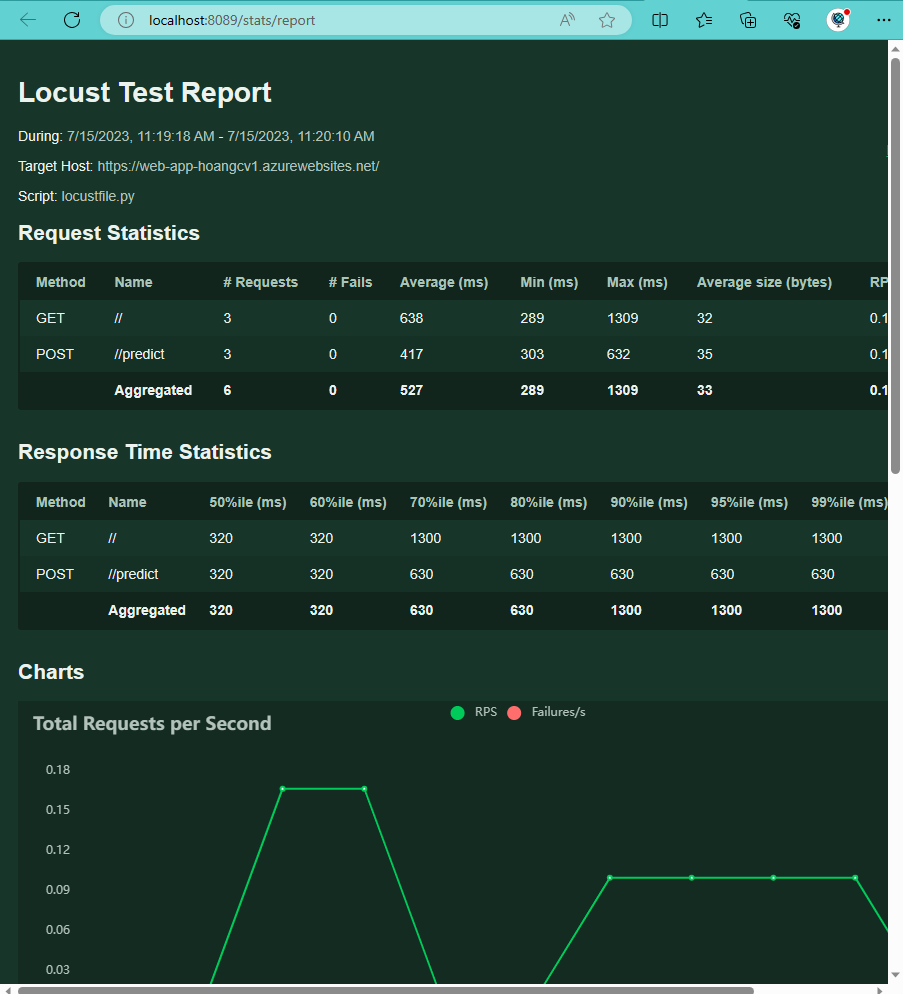 localhost:8089/stats/report
Locust Test Report
During: 7/15/2023, 11:19:18 AM - 7/15/2023, 11:20:10 AM
Target Host: https://web-app-hoangcv1.azurewebsites.net/
Script: locustfile.py
Request Statistics
Method Name # Requests # Fails Average (ms) Min (ms) Max (ms) Average size (bytes) RP
GET // 3 0 638 289 1309 32 0.1
POST //predict 3 0 417 303 632 35 0.1
Aggregated 6 0 527 289 1309 33 0.1
Response Time Statistics
Method Name 50%ile (ms) 60%ile (ms) 70%ile (ms) 80%ile (ms) 90%ile (ms) 95%ile (ms) 99%ile (ms)
GET // 320 320 1300 1300 1300 1300 1300
POST //predict 320 320 630 630 630 630 630
Aggregated 320 320 630 630 1300 1300 1300
Charts
Total Requests per Second
RPS Failures/s
0.18
0.15
0.12
0.09
0.06
0.03